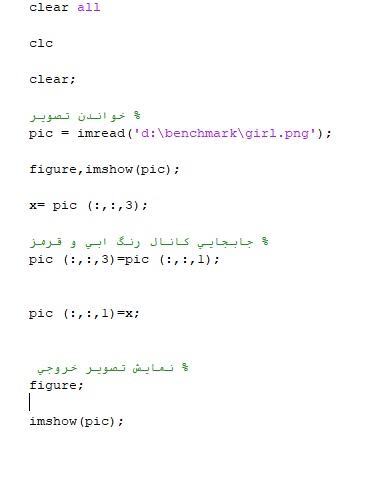 clear all
clc
clear;
% خواندن تصویر
pic = imread('d:\benchmark\girl.png');
figure,imshow(pic);
x= pic (:,:,3);
% جابجايي كانال رنگ ابي و قرمز
pic (:,:,3)=pic (:,:,1);
pic (:,:,1)=x;
% نمايش تصوير خروجي
figure;
imshow(pic);